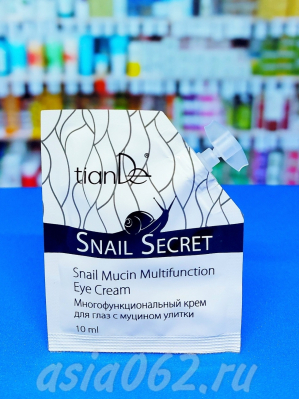 tianDe®
SNAIL SECRET
Snail Mucin Multifunction
Eye Cream
Многофункциональный крем
для глаз с муцином улитки
10 ml
asia062.ru